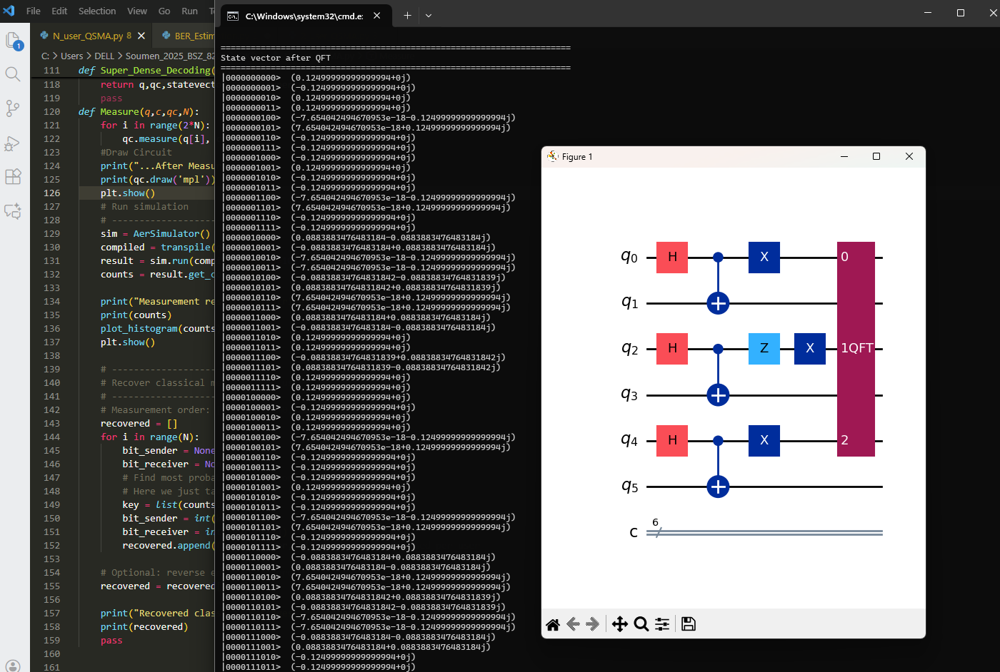 File Edit Selection View Go Run T
C:\Windows\system32\cmd.e:
N_user_QSMA.py 8
BER_Estim
C: > Users > DELL > Soumen_2025_BSZ_82
111 def Super_Dense_Decoding(
118 return q,qc,statevect
119 pass
120 def Measure(q,c,qc,N):
121 for i in range(2*N):
122 qc.measure(q[i],
123 #Draw Circuit
124 print("...After Measu
125 print(qc.draw('mpl'))
126 plt.show()
127 # Run simulation
128 # --------------------
129 sim = AerSimulator()
130 compiled = transpile(
131 result = sim.run(comp
132 counts = result.get_c
133
134 print("Measurement re
135 print(counts)
136 plot_histogram(counts
137 plt.show()
138
139 # --------------------
140 # Recover classical m
141 # --------------------
142 # Measurement order:
143 recovered = []
144 for i in range(N):
145 bit_sender = None
146 bit_receiver = No
147 # Find most proba
148 # Here we just ta
149 key = list(counts
150 bit_sender = int(
151 bit_receiver = in
152 recovered.append(
153
154 # Optional: reverse e
155 recovered = recovered
156
157 print("Recovered clas
158 print(recovered)
159 pass
160
161
1
======================================================================
State vector after QFT
======================================================================
|0000000000> (0.12499999999999994+0j)
|0000000001> (-0.12499999999999994+0j)
|0000000010> (0.12499999999999994+0j)
|0000000011> (0.12499999999999994+0j)
|0000000100> (-7.654042494670953e-18-0.12499999999999994j)
|0000000101> (7.654042494670953e-18+0.12499999999999994j)
|0000000110> (-0.12499999999999994+0j)
|0000000111> (-0.12499999999999994+0j)
|0000001000> (-0.12499999999999994+0j)
|0000001001> (0.12499999999999994+0j)
|0000001010> (-0.12499999999999994+0j)
|0000001011> (-0.12499999999999994+0j)
|0000001100> (-7.654042494670953e-18-0.12499999999999994j)
|0000001101> (7.654042494670953e-18+0.12499999999999994j)
|0000001110> (-0.12499999999999994+0j)
|0000001111> (-0.12499999999999994+0j)
|0000010000> (0.0883883476483184-0.0883883476483184j)
|0000010001> (-0.0883883476483184+0.0883883476483184j)
|0000010010> (-7.654042494670953e-18-0.12499999999999994j)
|0000010011> (-7.654042494670953e-18-0.12499999999999994j)
|0000010100> (-0.08838834764831842-0.08838834764831839j)
|0000010101> (0.08838834764831842+0.08838834764831839j)
|0000010110> (7.654042494670953e-18+0.12499999999999994j)
|0000010111> (7.654042494670953e-18+0.12499999999999994j)
|0000011000> (0.0883883476483184+0.0883883476483184j)
|0000011001> (-0.0883883476483184-0.0883883476483184j)
|0000011010> (0.12499999999999994+0j)
|0000011011> (0.12499999999999994+0j)
|0000011100> (-0.08838834764831839+0.08838834764831842j)
|0000011101> (0.08838834764831839-0.08838834764831842j)
|0000011110> (0.12499999999999994+0j)
|0000011111> (0.12499999999999994+0j)
|0000100000> (0.12499999999999994+0j)
|0000100001> (-0.12499999999999994+0j)
|0000100010> (0.12499999999999994+0j)
|0000100011> (0.12499999999999994+0j)
|0000100100> (-7.654042494670953e-18-0.12499999999999994j)
|0000100101> (7.654042494670953e-18+0.12499999999999994j)
|0000100110> (-0.12499999999999994+0j)
|0000100111> (-0.12499999999999994+0j)
|0000101000> (-0.12499999999999994+0j)
|0000101001> (0.12499999999999994+0j)
|0000101010> (-0.12499999999999994+0j)
|0000101011> (-0.12499999999999994+0j)
|0000101100> (-7.654042494670953e-18-0.12499999999999994j)
|0000101101> (7.654042494670953e-18+0.12499999999999994j)
|0000101110> (-0.12499999999999994+0j)
|0000101111> (-0.12499999999999994+0j)
|0000110000> (-0.0883883476483184+0.0883883476483184j)
|0000110001> (0.0883883476483184-0.0883883476483184j)
|0000110010> (7.654042494670953e-18+0.12499999999999994j)
|0000110011> (7.654042494670953e-18+0.12499999999999994j)
|0000110100> (0.08838834764831842+0.08838834764831839j)
|0000110101> (-0.08838834764831842-0.08838834764831839j)
|0000110110> (-7.654042494670953e-18-0.12499999999999994j)
|0000110111> (-7.654042494670953e-18-0.12499999999999994j)
|0000111000> (-0.0883883476483184-0.0883883476483184j)
|0000111001> (0.0883883476483184+0.0883883476483184j)
|0000111010> (-0.12499999999999994+0j)
|0000111011> (-0.12499999999999994+0j)
Figure 1
q0 H X 0
q1
q2 H Z X 1QFT
q3
q4 H X 2
q5
6
c